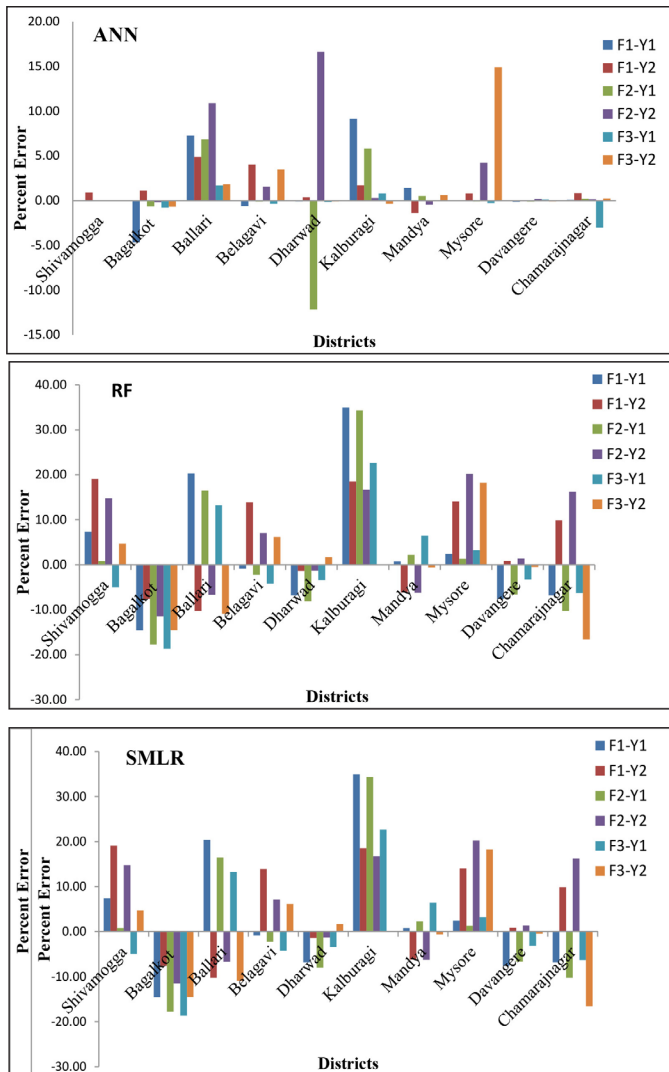 ANN
20.00
15.00
10.00
5.00
0.00
-5.00
-10.00
-15.00
Percent Error
F1-Y1
F1-Y2
F2-Y1
F2-Y2
F3-Y1
F3-Y2
Shivamogga
Bagalkot
Ballari
Belagavi
Dharwad
Kalburagi
Mandya
Mysore
Davangere
Chamarajnagar
Districts
RF
40.00
30.00
20.00
10.00
0.00
-10.00
-20.00
-30.00
Percent Error
F1-Y1
F1-Y2
F2-Y1
F2-Y2
F3-Y1
F3-Y2
Shivamogga
Bagalkot
Ballari
Belagavi
Dharwad
Kalburagi
Mandya
Mysore
Davangere
Chamarajnagar
Districts
SMLR
40.00
30.00
20.00
10.00
0.00
-10.00
-20.00
-30.00
Percent Error
Percent Error
F1-Y1
F1-Y2
F2-Y1
F2-Y2
F3-Y1
F3-Y2
Shivamogga
Bagalkot
Ballari
Belagavi
Dharwad
Kalburagi
Mandya
Mysore
Davangere
Chamarajnagar
Districts